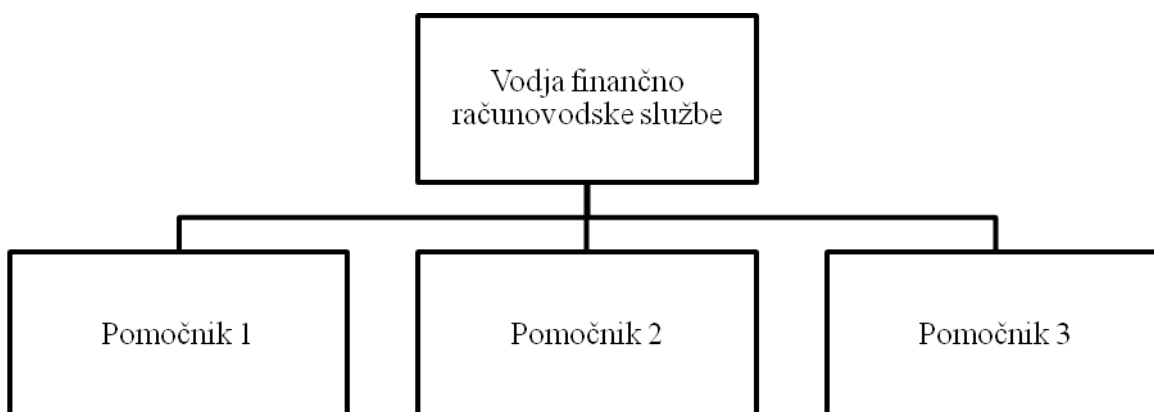 Vodja finančno
računovodske službe
Pomočnik 1
Pomočnik 2
Pomočnik 3